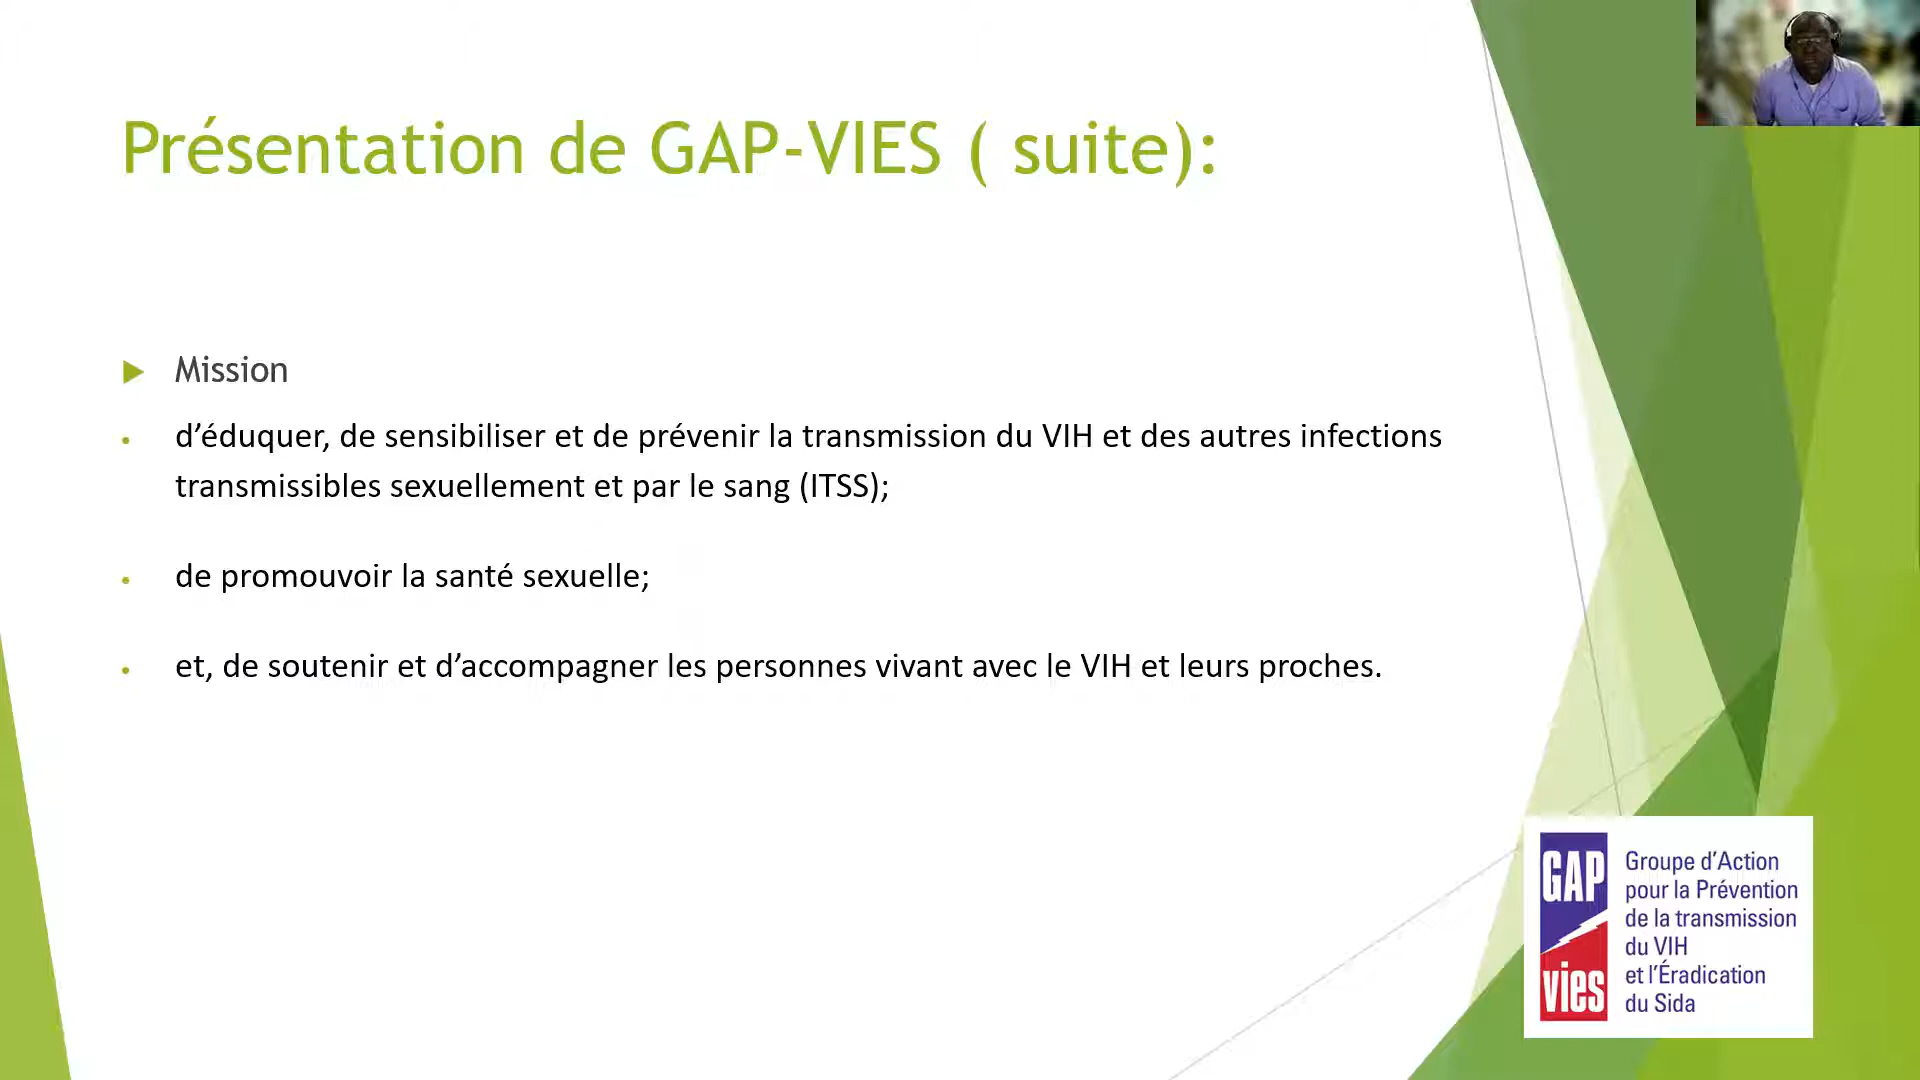 Présentation de GAP-VIES ( suite):
Mission
d’éduquer, de sensibiliser et de prévenir la transmission du VIH et des autres infections
transmissibles sexuellement et par le sang (ITSS);
de promouvoir la santé sexuelle;
et, de soutenir et d’accompagner les personnes vivant avec le VIH et leurs proches.
GAP
vies
Groupe d’Action
pour la Prévention
de la transmission
du VIH
et l’Éradication
du Sida